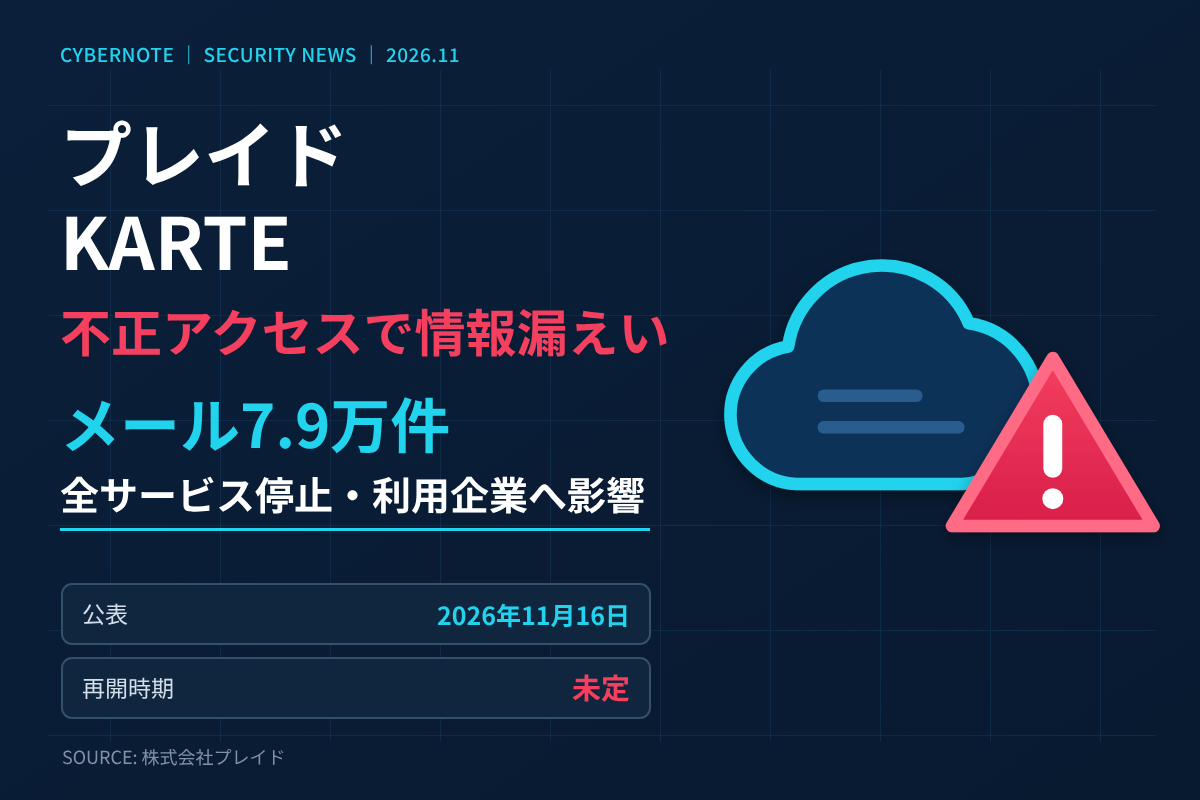 CYBERNOTE | SECURITY NEWS | 2026.11
プレイド
KARTE
不正アクセスで情報漏えい
メール7.9万件
全サービス停止・利用企業へ影響
公表 2026年11月16日
再開時期 未定
SOURCE: 株式会社プレイド